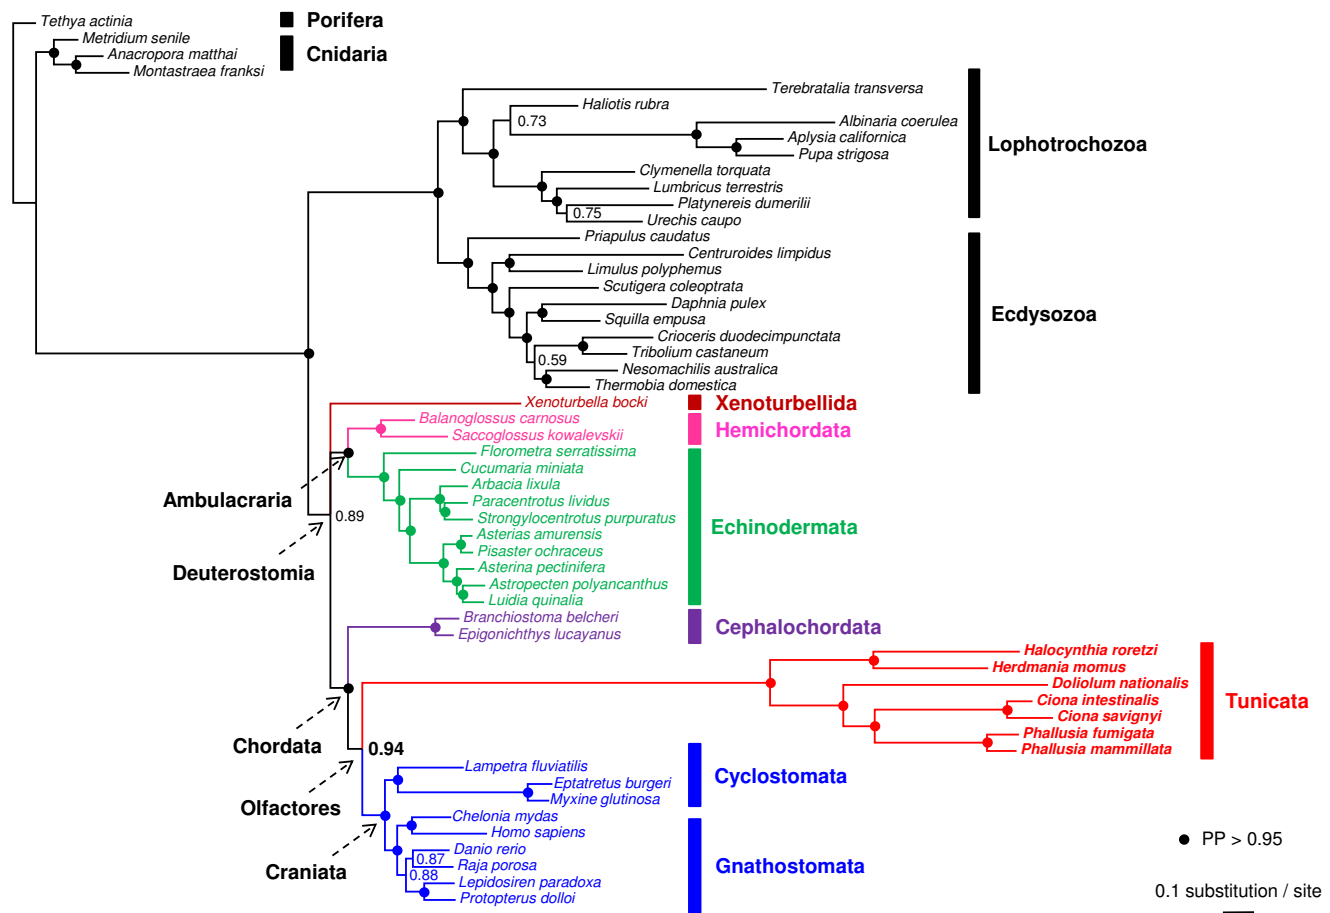 Tethya actinia
Porifera
Metridium senile
Anacropora matthai
Cnidaria
Montastraea franksi
Terebratalia transversa
Haliotis rubra
0.73
Albinaria coerulea
Aplysia californica
Lophotrochozoa
Pupa strigosa
Clymenella torquata
Lumbricus terrestris
Platynereis dumerilii
0.75
Urechis caupo
Priapulus caudatus
Centruroides limpidus
Limulus polyphemus
Scutigera coleoptrata
Daphnia pulex
Ecdysozoa
Squilla empusa
Crioceris duodecimpunctata
Tribolium castaneum
0.59
Nesomachilis australica
Thermobia domestica
Xenoturbella bocki
Xenoturbellida
Balanoglossus carnosus
Hemichordata
Saccoglossus kowalevskii
Florometra serratissima
Cucumaria miniata
Arbacia lixula
Ambulacraria
Paracentrotus lividus
0.89
Strongylocentrotus purpuratus
Echinodermata
Asterias amurensis
Pisaster ochraceus
Deuterostomia
Asterina pectinifera
Astropecten polyancanthus
Luidia quinalia
Branchiostoma belcheri
Cephalochordata
Epigonichthys lucayanus
Halocynthia roretzi
Herdmania momus
Doliolum nationalis
Ciona intestinalis
Tunicata
Ciona savignyi
Phallusia fumigata
Chordata
0.94
Phallusia mammillata
Lampetra fluviatilis
Cyclostomata
Eptatretus burgeri
Myxine glutinosa
Olfactores
Chelonia mydas
Homo sapiens
PP > 0.95
Danio rerio
0.87
Raja porosa
Craniata
Gnathostomata
0.88
Lepidosiren paradoxa
0.1 substitution / site
Protopterus dolloi